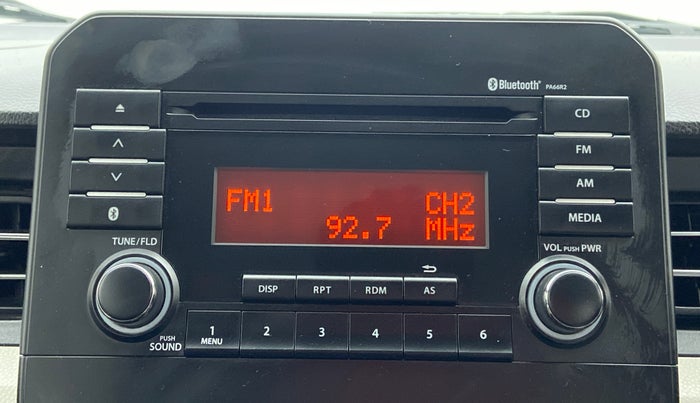 Bluetooth® PA66R2
CD
FM
AM
MEDIA
FM1 CH2
92.7 MHz
TUNE/FLD
VOL PUSH PWR
DISP RPT RDM AS
PUSH
SOUND
1 2 3 4 5 6
MENU